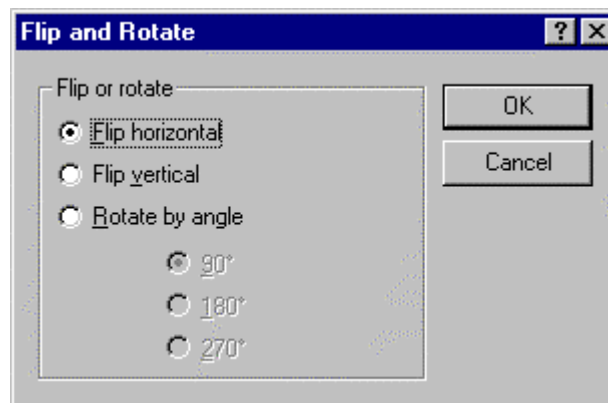 Flip and Rotate
Flip or rotate
Flip horizontal
Flip vertical
Rotate by angle
90°
180°
270°
OK
Cancel